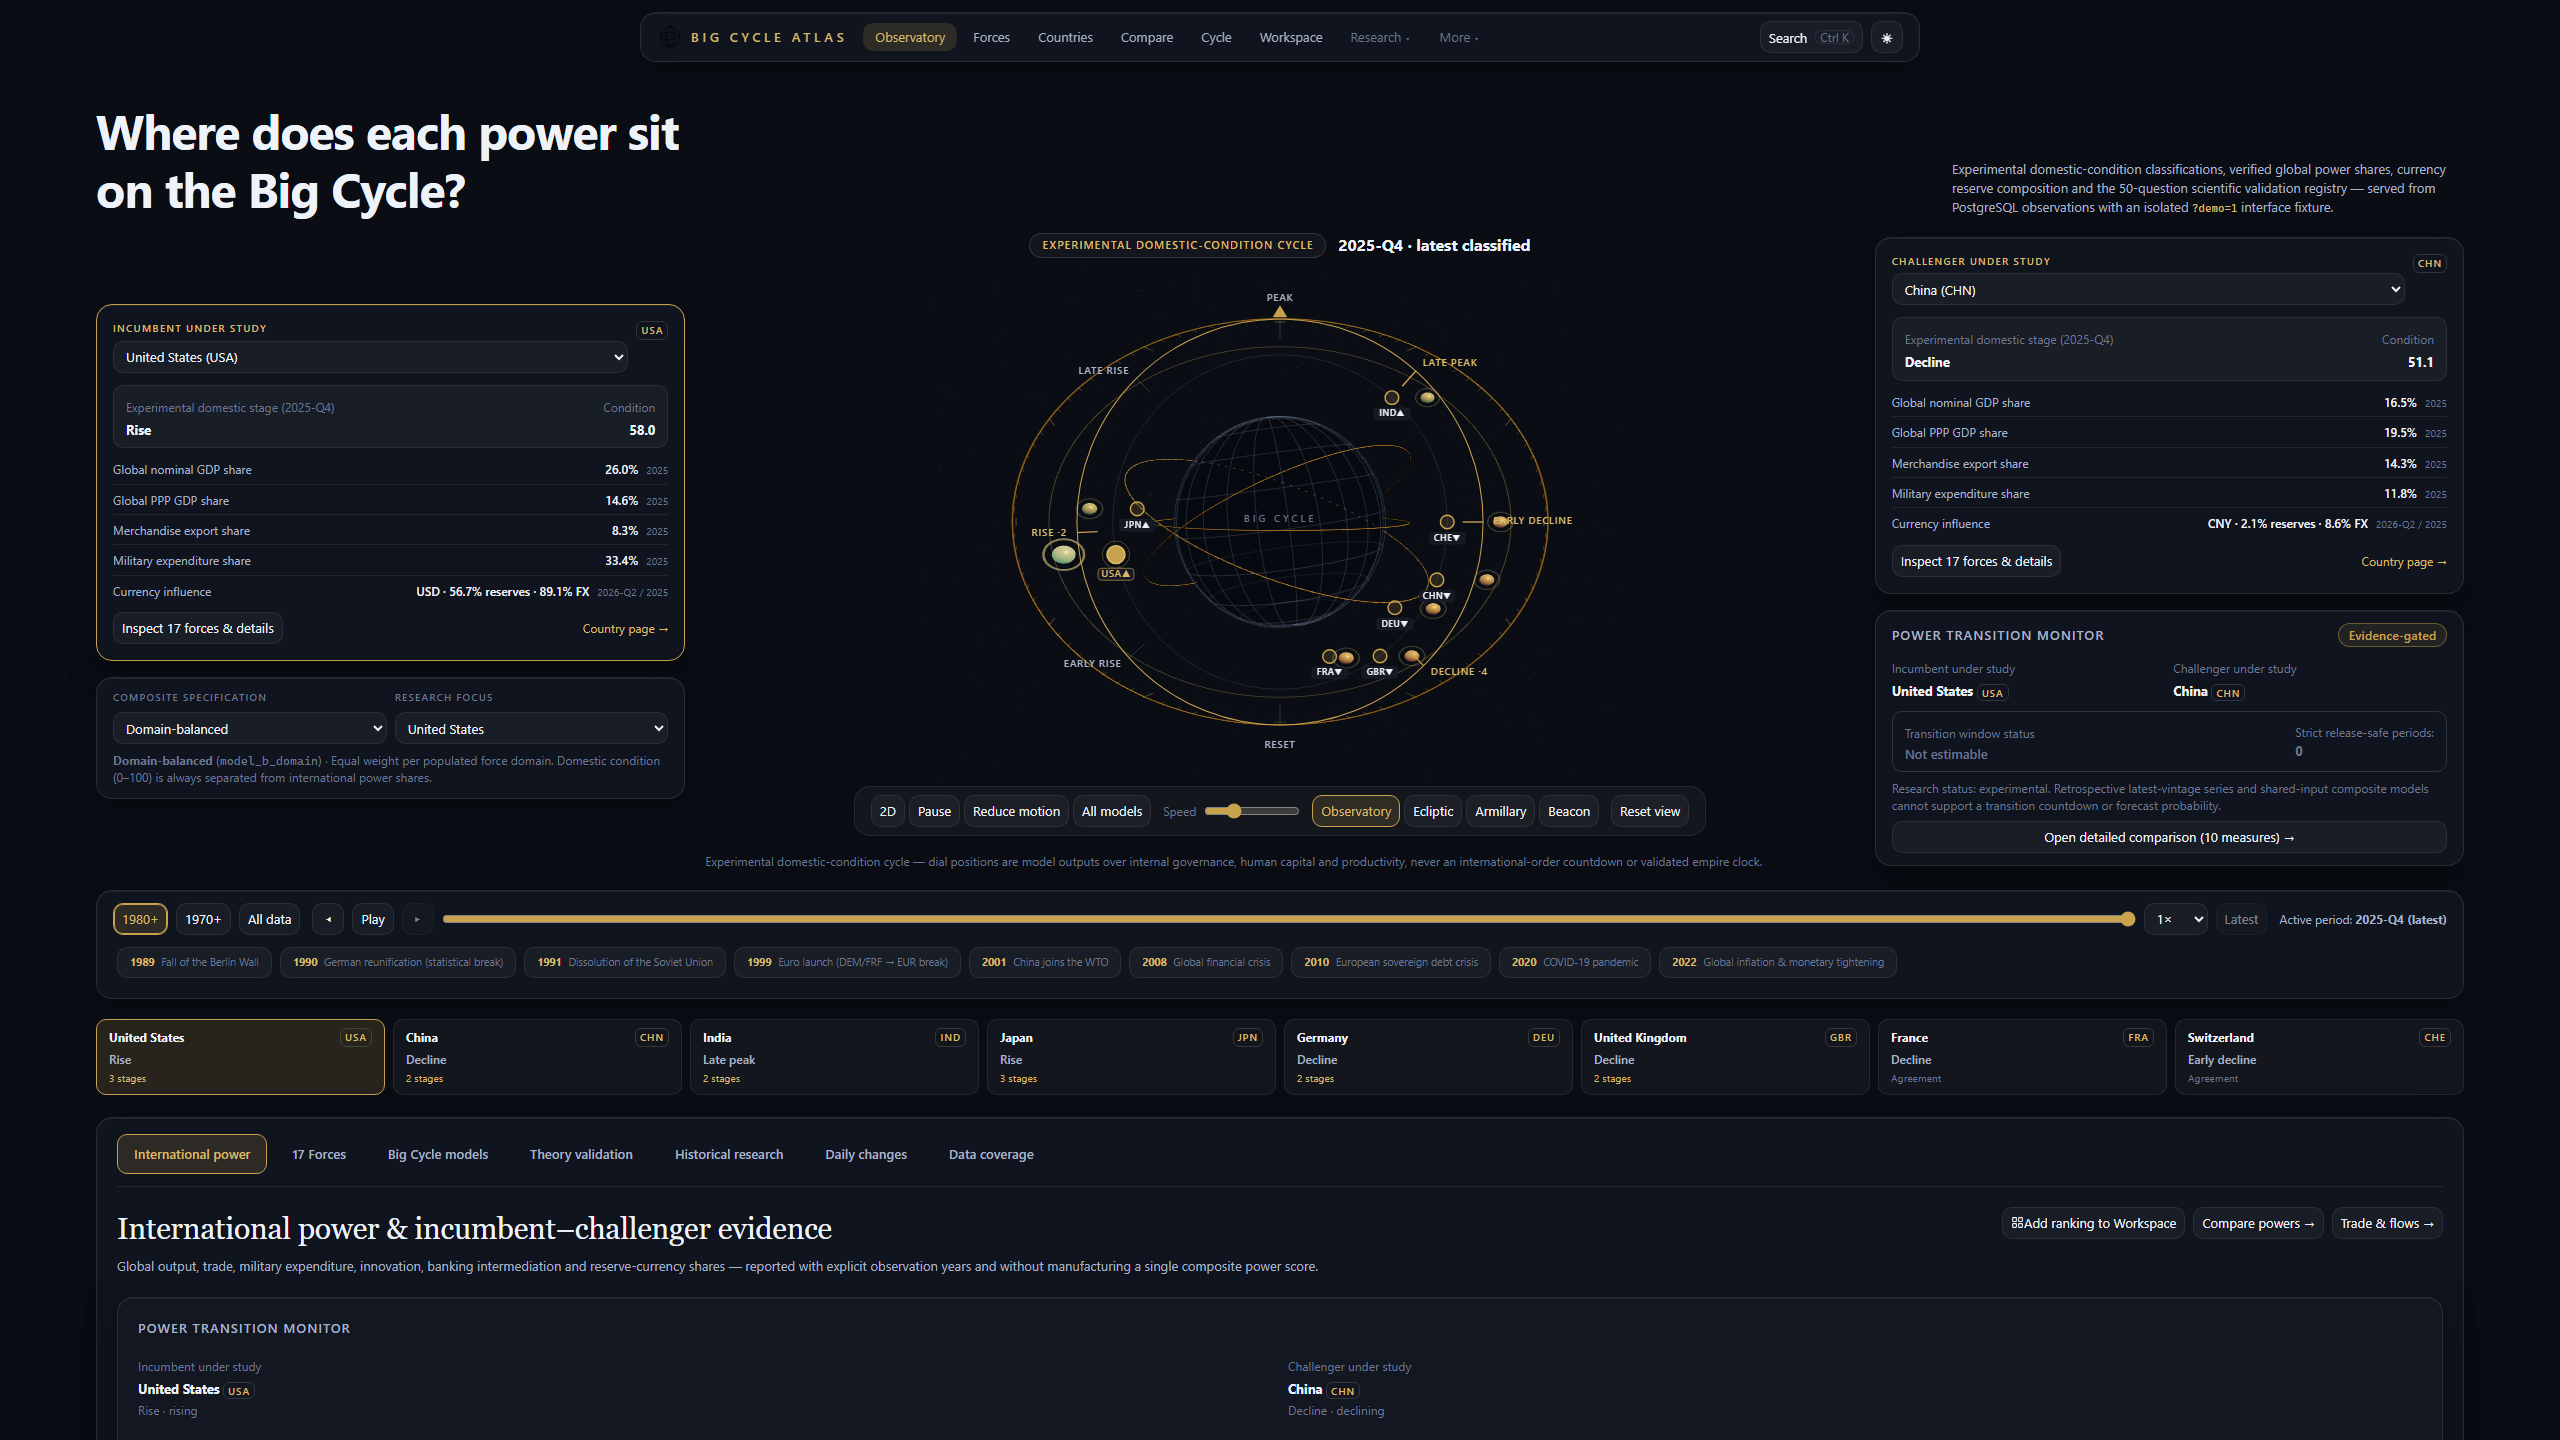 BIG CYCLE ATLAS Observatory Forces Countries Compare Cycle Workspace Research More Search Ctrl K
Where does each power sit
on the Big Cycle?
Experimental domestic-condition classifications, verified global power shares, currency
reserve composition and the 50-question scientific validation registry — served from
PostgreSQL observations with an isolated ?demo=1 interface fixture.
INCUMBENT UNDER STUDY USA
United States (USA)
Experimental domestic stage (2025-Q4) Condition
Rise 58.0
Global nominal GDP share 26.0% 2025
Global PPP GDP share 14.6% 2025
Merchandise export share 8.3% 2025
Military expenditure share 33.4% 2025
Currency influence USD · 56.7% reserves · 89.1% FX 2026-Q2 / 2025
Inspect 17 forces & details Country page →
COMPOSITE SPECIFICATION RESEARCH FOCUS
Domain-balanced United States
Domain-balanced (model_b_domain) · Equal weight per populated force domain. Domestic condition
(0–100) is always separated from international power shares.
EXPERIMENTAL DOMESTIC-CONDITION CYCLE 2025-Q4 · latest classified
PEAK
LATE PEAK
LATE RISE
IND▲
JPN▲
BIG CYCLE
EARLY DECLINE
RISE ·2
CHE▼
USA▲
CHN▼
DEU▼
EARLY RISE
FRA▼ GBR▼ DECLINE ·4
RESET
2D Pause Reduce motion All models Speed Observatory Ecliptic Armillary Beacon Reset view
Experimental domestic-condition cycle — dial positions are model outputs over internal governance, human capital and productivity, never an international-order countdown or validated empire clock.
CHALLENGER UNDER STUDY CHN
China (CHN)
Experimental domestic stage (2025-Q4) Condition
Decline 51.1
Global nominal GDP share 16.5% 2025
Global PPP GDP share 19.5% 2025
Merchandise export share 14.3% 2025
Military expenditure share 11.8% 2025
Currency influence CNY · 2.1% reserves · 8.6% FX 2026-Q2 / 2025
Inspect 17 forces & details Country page →
POWER TRANSITION MONITOR Evidence-gated
Incumbent under study Challenger under study
United States USA China CHN
Transition window status Strict release-safe periods:
Not estimable 0
Research status: experimental. Retrospective latest-vintage series and shared-input composite models
cannot support a transition countdown or forecast probability.
Open detailed comparison (10 measures) →
1980+ 1970+ All data ◂ Play ▸ 1× Latest Active period: 2025-Q4 (latest)
1989 Fall of the Berlin Wall 1990 German reunification (statistical break) 1991 Dissolution of the Soviet Union 1999 Euro launch (DEM/FRF → EUR break) 2001 China joins the WTO 2008 Global financial crisis 2010 European sovereign debt crisis 2020 COVID-19 pandemic 2022 Global inflation & monetary tightening
United States USA China CHN India IND Japan JPN Germany DEU United Kingdom GBR France FRA Switzerland CHE
Rise Decline Late peak Rise Decline Decline Decline Early decline
3 stages 2 stages 2 stages 3 stages 2 stages 2 stages Agreement Agreement
International power 17 Forces Big Cycle models Theory validation Historical research Daily changes Data coverage
International power & incumbent–challenger evidence Add ranking to Workspace Compare powers → Trade & flows →
Global output, trade, military expenditure, innovation, banking intermediation and reserve-currency shares — reported with explicit observation years and without manufacturing a single composite power score.
POWER TRANSITION MONITOR
Incumbent under study Challenger under study
United States USA China CHN
Rise · rising Decline · declining